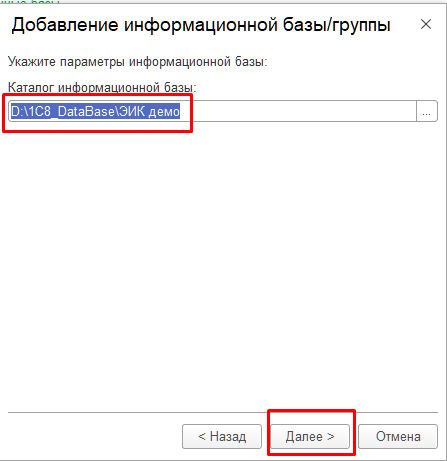 Добавление информационной базы/группы
Укажите параметры информационной базы:
Каталог информационной базы:
D:\1C8_DataBase\ЭИК демо
...
< Назад
Далее >
Отмена